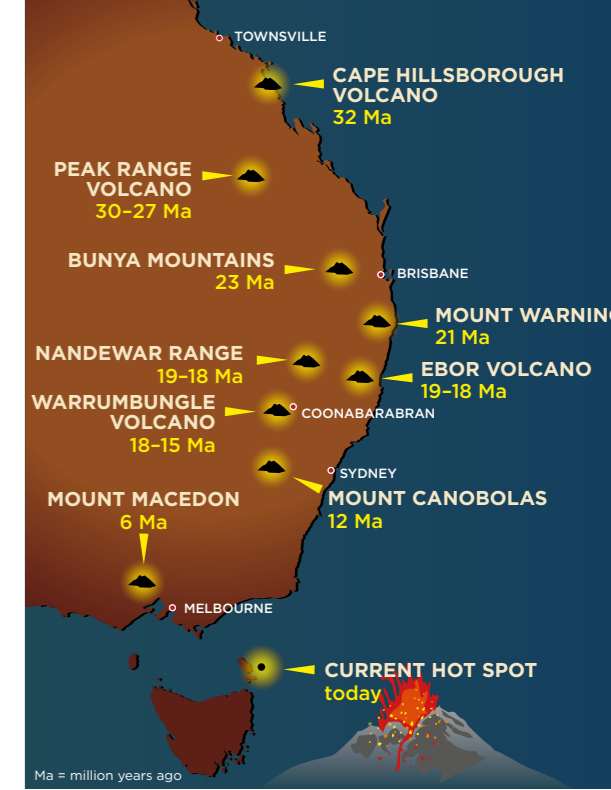 TOWNSVILLE
CAPE HILLSBOROUGH
VOLCANO
32 Ma
PEAK RANGE
VOLCANO
30–27 Ma
BUNYA MOUNTAINS
23 Ma
BRISBANE
MOUNT WARNING
21 Ma
NANDEWAR RANGE
19–18 Ma
EBOR VOLCANO
19–18 Ma
WARRUMBUNGLE
VOLCANO
18–15 Ma
COONABARABRAN
SYDNEY
MOUNT CANOBOLAS
12 Ma
MOUNT MACEDON
6 Ma
MELBOURNE
CURRENT HOT SPOT
today
Ma = million years ago